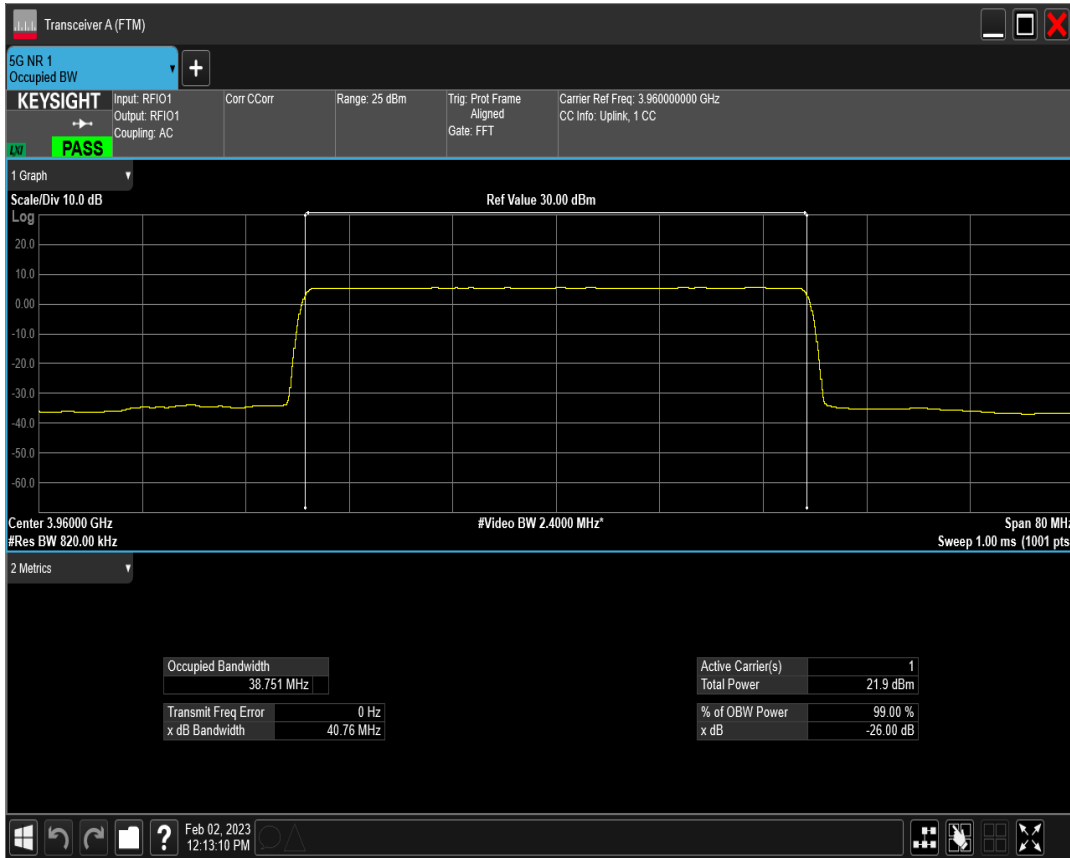 Transceiver A (FTM)
5G NR 1
Occupied BW
+
KEYSIGHT
LXI
PASS
Input: RFIO1
Output: RFIO1
Coupling: AC
Corr CCorr
Range: 25 dBm
Trig: Prot Frame
Aligned
Gate: FFT
Carrier Ref Freq: 3.960000000 GHz
CC Info: Uplink, 1 CC
1 Graph
Scale/Div 10.0 dB
Ref Value 30.00 dBm
Log
20.0
10.0
0.00
-10.0
-20.0
-30.0
-40.0
-50.0
-60.0
Center 3.96000 GHz
#Video BW 2.4000 MHz*
Span 80 MHz
#Res BW 820.00 kHz
Sweep 1.00 ms (1001 pts
2 Metrics
Occupied Bandwidth
38.751 MHz
Transmit Freq Error 0 Hz
x dB Bandwidth 40.76 MHz
Active Carrier(s) 1
Total Power 21.9 dBm
% of OBW Power 99.00 %
x dB -26.00 dB
?
Feb 02, 2023
12:13:10 PM